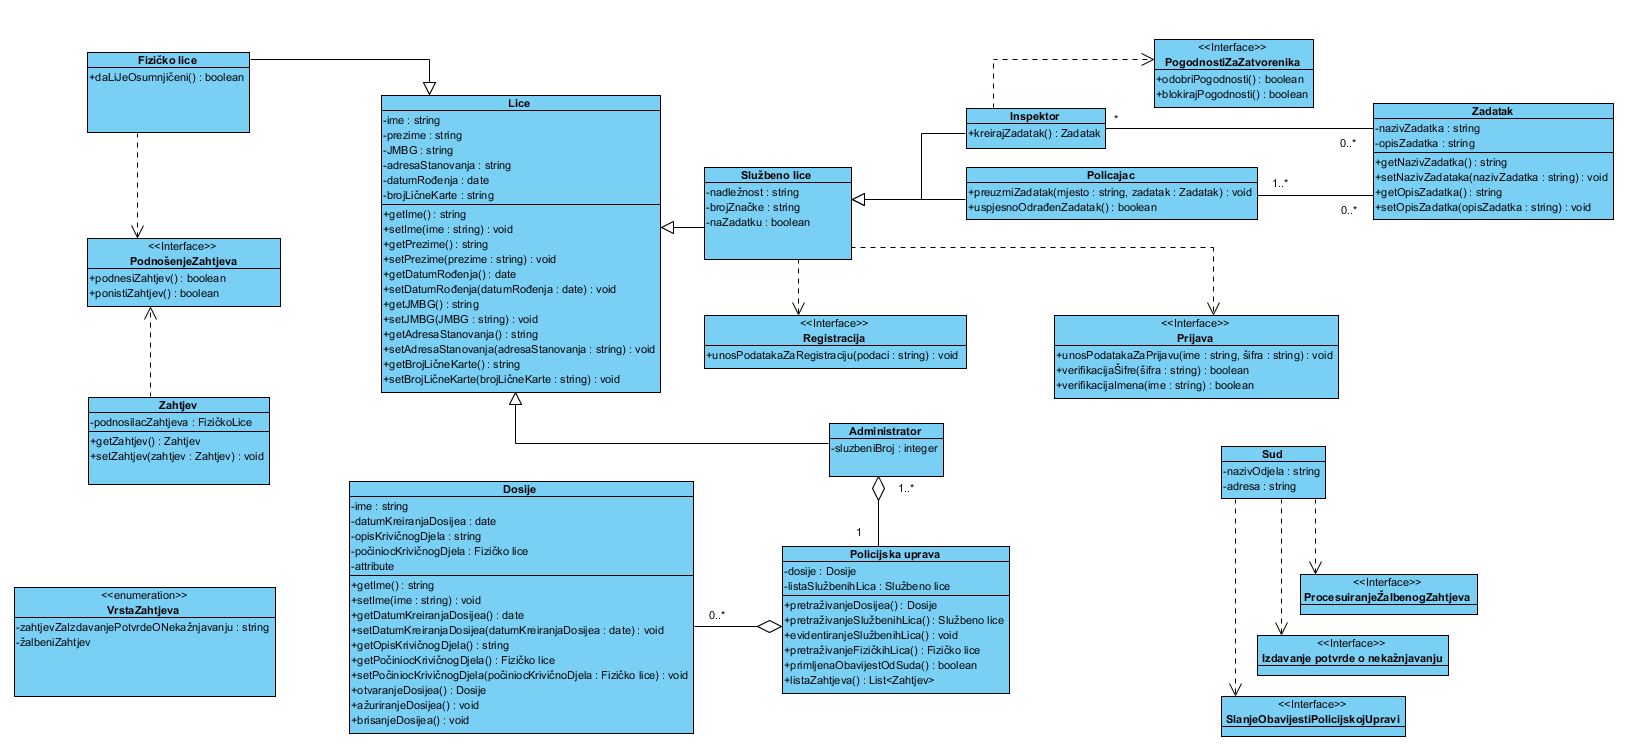 Fizičko lice
+daLiJeOsumnjičeni() : boolean
<<Interface>>
PodnošenjeZahtjeva
+podnesiZahtjev() : boolean
+ponistiZahtjev() : boolean
Zahtjev
-podnosilacZahtjeva : FizičkoLice
+getZahtjev() : Zahtjev
+setZahtjev(zahtjev : Zahtjev) : void
<<enumeration>>
VrstaZahtjeva
-zahtjevZaIzdavanjePotvrdeONekažnjavanju : string
-žalbeniZahtjev
Lice
-ime : string
-prezime : string
-JMBG : string
-adresaStanovanja : string
-datumRođenja : date
-brojLičneKarte : string
+getIme() : string
+setIme(ime : string) : void
+getPrezime() : string
+setPrezime(prezime : string) : void
+getDatumRođenja() : date
+setDatumRođenja(datumRođenja : date) : void
+getJMBG() : string
+setJMBG(JMBG : string) : void
+getAdresaStanovanja() : string
+setAdresaStanovanja(adresaStanovanja : string) : void
+getBrojLičneKarte() : string
+setBrojLičneKarte(brojLičneKarte : string) : void
Službeno lice
-nadležnost : string
-brojZnačke : string
-naZadatku : boolean
<<Interface>>
Registracija
+unosPodatakaZaRegistraciju(podaci : string) : void
Inspektor
+kreirajZadatak() : Zadatak
Policajac
+preuzmiZadatak(mjesto : string, zadatak : Zadatak) : void
+uspjesnoOdrađenZadatak() : boolean
<<Interface>>
PogodnostiZaZatvorenika
+odobriPogodnosti() : boolean
+blokirajPogodnosti() : boolean
*
0..*
1..*
0..*
Zadatak
-nazivZadatka : string
-opisZadatka : string
+getNazivZadatka() : string
+setNazivZadataka(nazivZadatka : string) : void
+getOpisZadatka() : string
+setOpisZadatka(opisZadatka : string) : void
<<Interface>>
Prijava
+unosPodatakaZaPrijavu(ime : string, šifra : string) : void
+verifikacijaŠifre(šifra : string) : boolean
+verifikacijaImena(ime : string) : boolean
Administrator
-sluzbeniBroj : integer
1..*
1
Dosije
-ime : string
-datumKreiranjaDosijea : date
-opisKrivičnogDjela : string
-počiniocKrivičnogDjela : Fizičko lice
-attribute
+getIme() : string
+setIme(ime : string) : void
+getDatumKreiranjaDosijea() : date
+setDatumKreiranjaDosijea(datumKreiranjaDosijea : date) : void
+getOpisKrivičnogDjela() : string
+getPočiniocKrivičnogDjela() : Fizičko lice
+setPočiniocKrivičnogDjela(počiniocKrivičnoDjela : Fizičko lice) : void
+otvaranjeDosijea() : Dosije
+ažuriranjeDosijea() : void
+brisanjeDosijea() : void
0..*
Policijska uprava
-dosije : Dosije
-listaSlužbenihLica : Službeno lice
+pretraživanjeDosijea() : Dosije
+pretraživanjeSlužbenihLica() : Službeno lice
+evidentiranjeSlužbenihLica() : void
+pretraživanjeFizičkihLica() : Fizičko lice
+primljenaObavijestOdSuda() : boolean
+listaZahtjeva() : List<Zahtjev>
Sud
-nazivOdjela : string
-adresa : string
<<Interface>>
ProcesuiranjeŽalbenogZahtjeva
<<Interface>>
Izdavanje potvrde o nekažnjavanju
<<Interface>>
SlanjeObavijestiPolicijskojUpravi